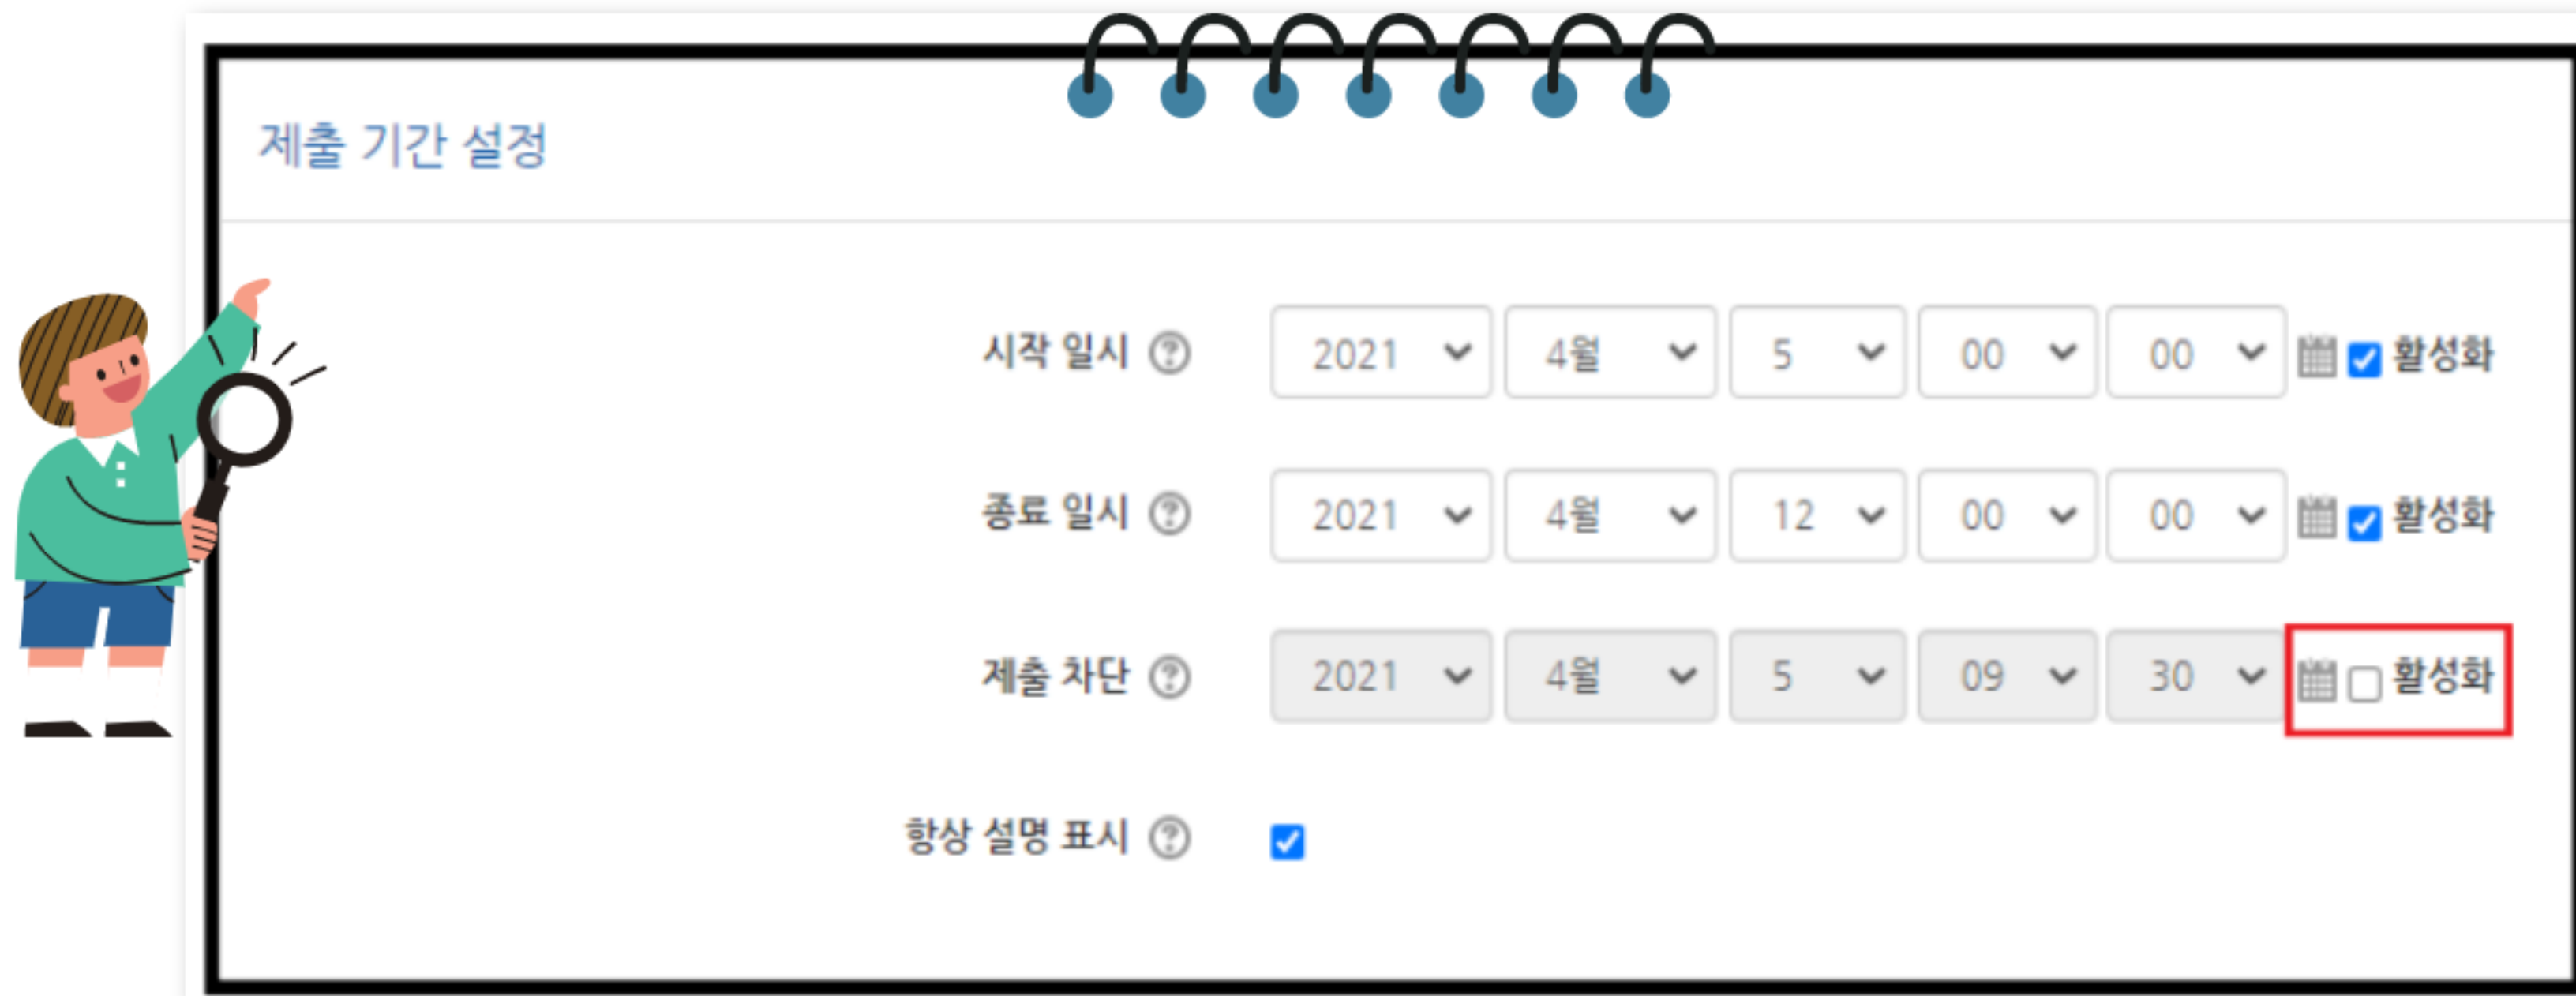 제출 기간 설정
시작 일시 2021 4월 5 00 00 활성화
종료 일시 2021 4월 12 00 00 활성화
제출 차단 2021 4월 5 09 30 활성화
항상 설명 표시